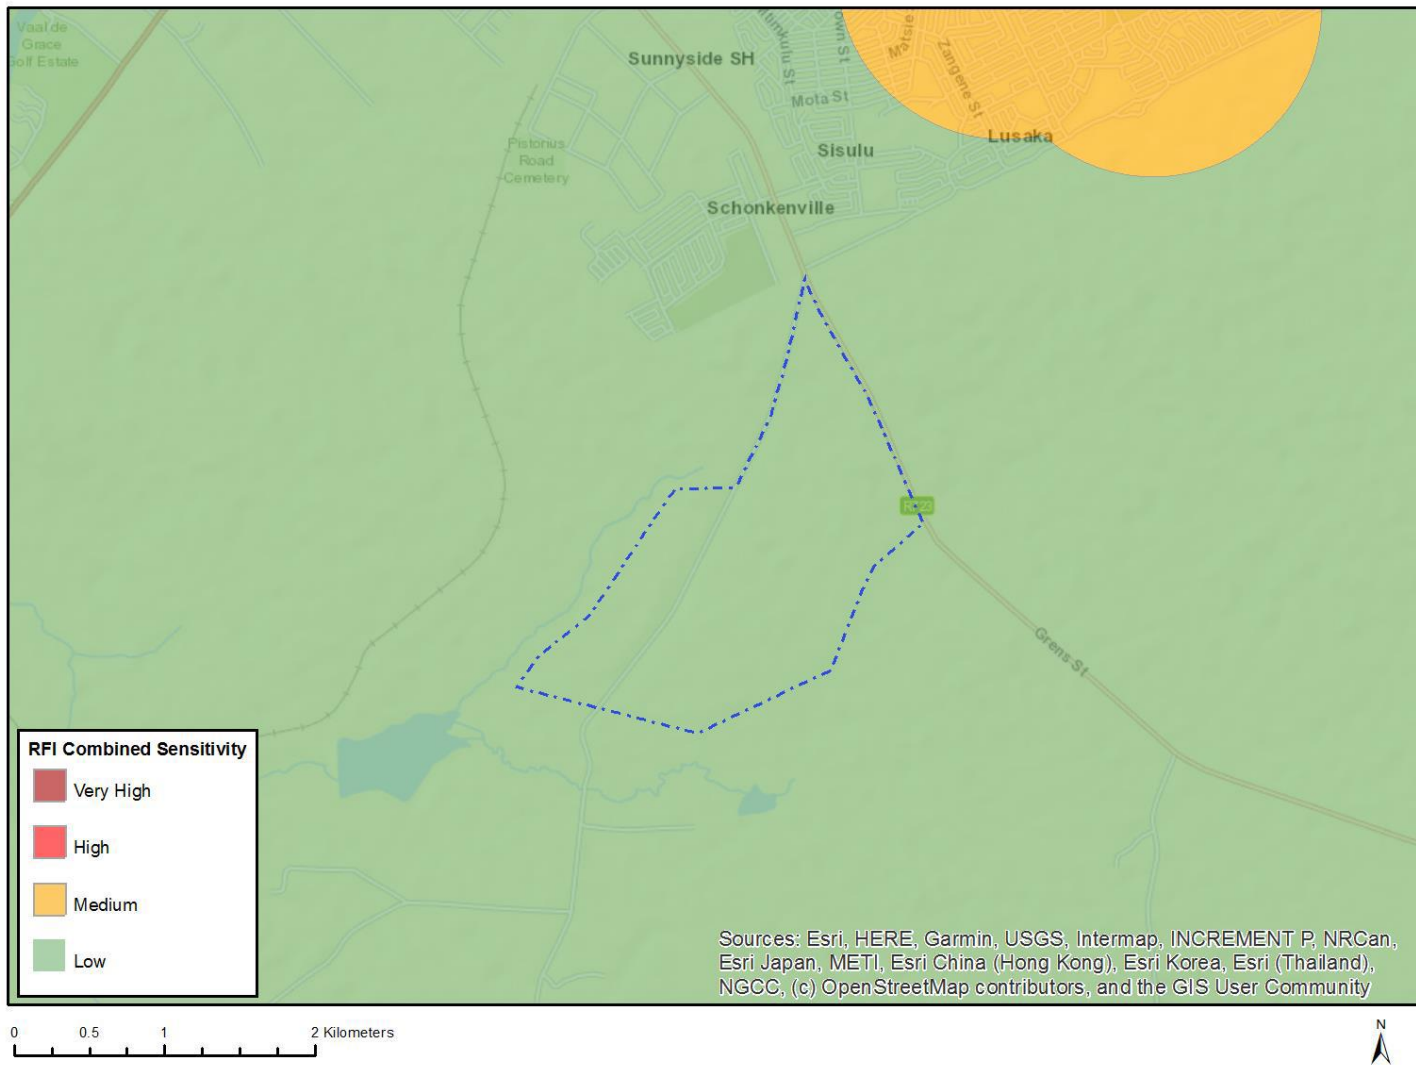 Vaal de
Grace
Golf Estate
Sunnyside SH
Mota St
Matsie
Zangene St
Lusaka
Sisulu
Pistorius
Road
Cemetery
Schonkenville
Grens St
RFI Combined Sensitivity
Very High
High
Medium
Low
Sources: Esri, HERE, Garmin, USGS, Intermap, INCREMENT P, NRCan,
Esri Japan, METI, Esri China (Hong Kong), Esri Korea, Esri (Thailand),
NGCC, (c) OpenStreetMap contributors, and the GIS User Community
0 0.5 1 2 Kilometers
N